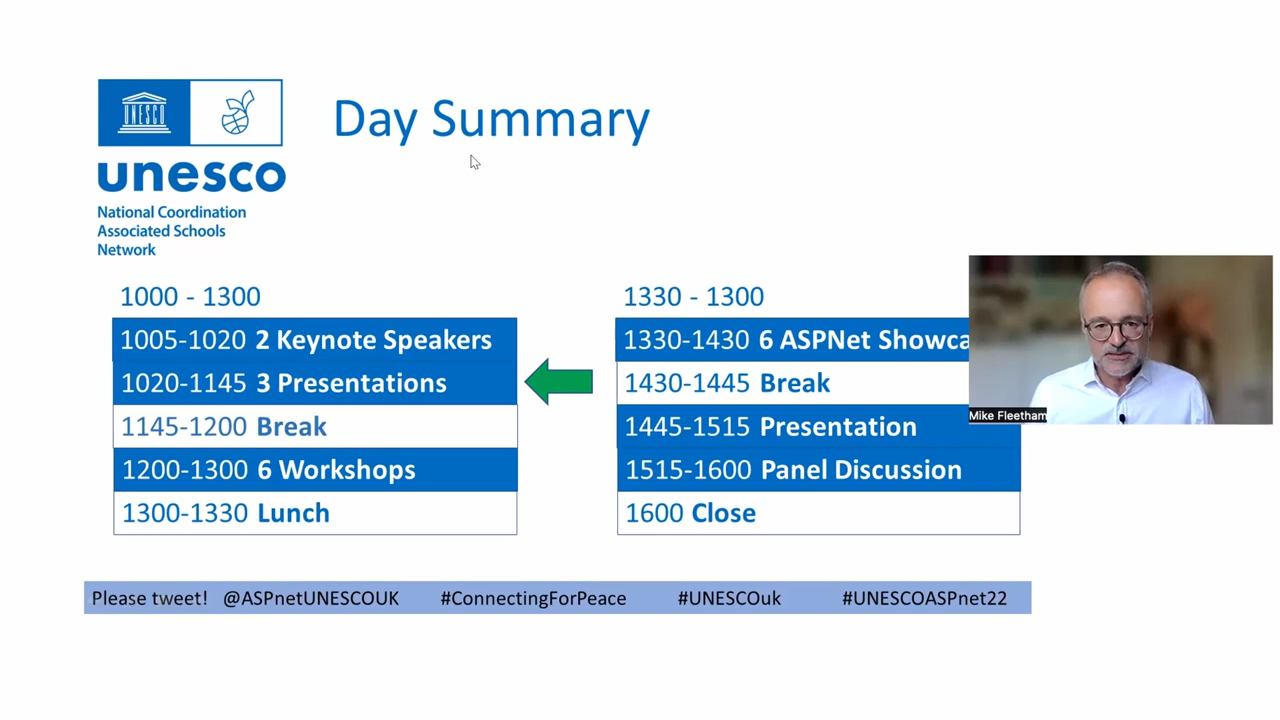 UNESCO
unesco
National Coordination
Associated Schools
Network
Day Summary
1000 - 1300
1005-1020 2 Keynote Speakers
1020-1145 3 Presentations
1145-1200 Break
1200-1300 6 Workshops
1300-1330 Lunch
1330 - 1300
1330-1430 6 ASPNet Showca
1430-1445 Break
1445-1515 Presentation
1515-1600 Panel Discussion
1600 Close
Mike Fleetham
Please tweet! @ASPnetUNESCOUK #ConnectingForPeace #UNESCOuk #UNESCOASPnet22